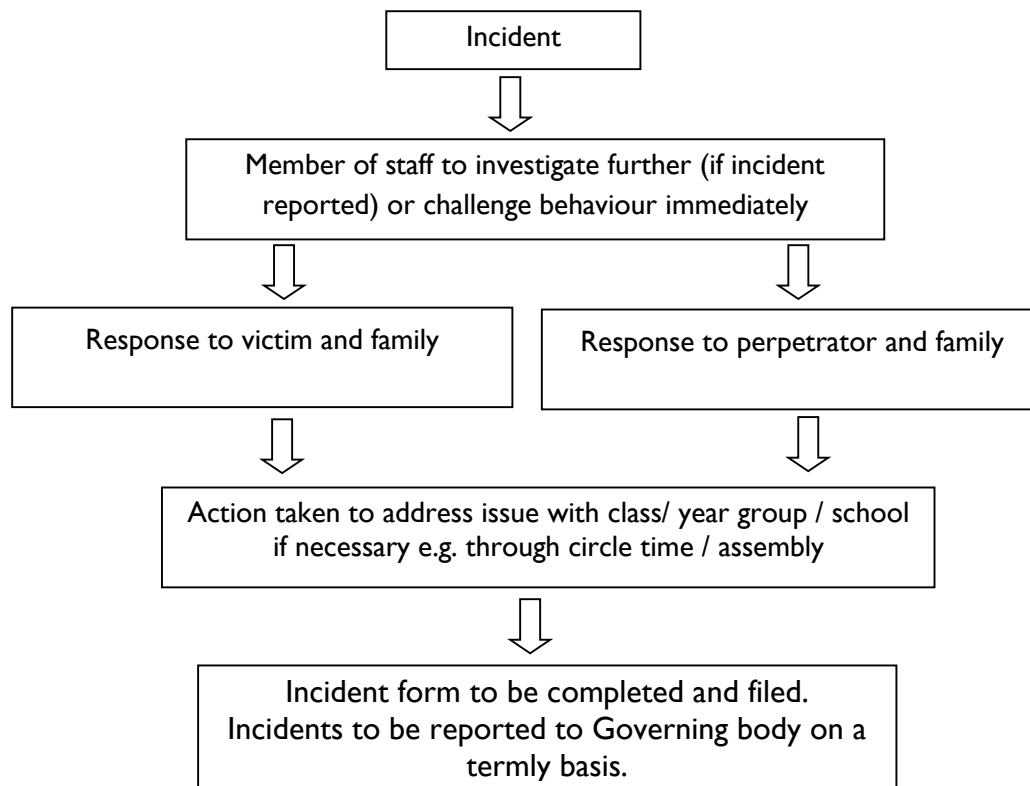 Incident
Member of staff to investigate further (if incident
reported) or challenge behaviour immediately
Response to victim and family
Response to perpetrator and family
Action taken to address issue with class/ year group / school
if necessary e.g. through circle time / assembly
Incident form to be completed and filed.
Incidents to be reported to Governing body on a
termly basis.